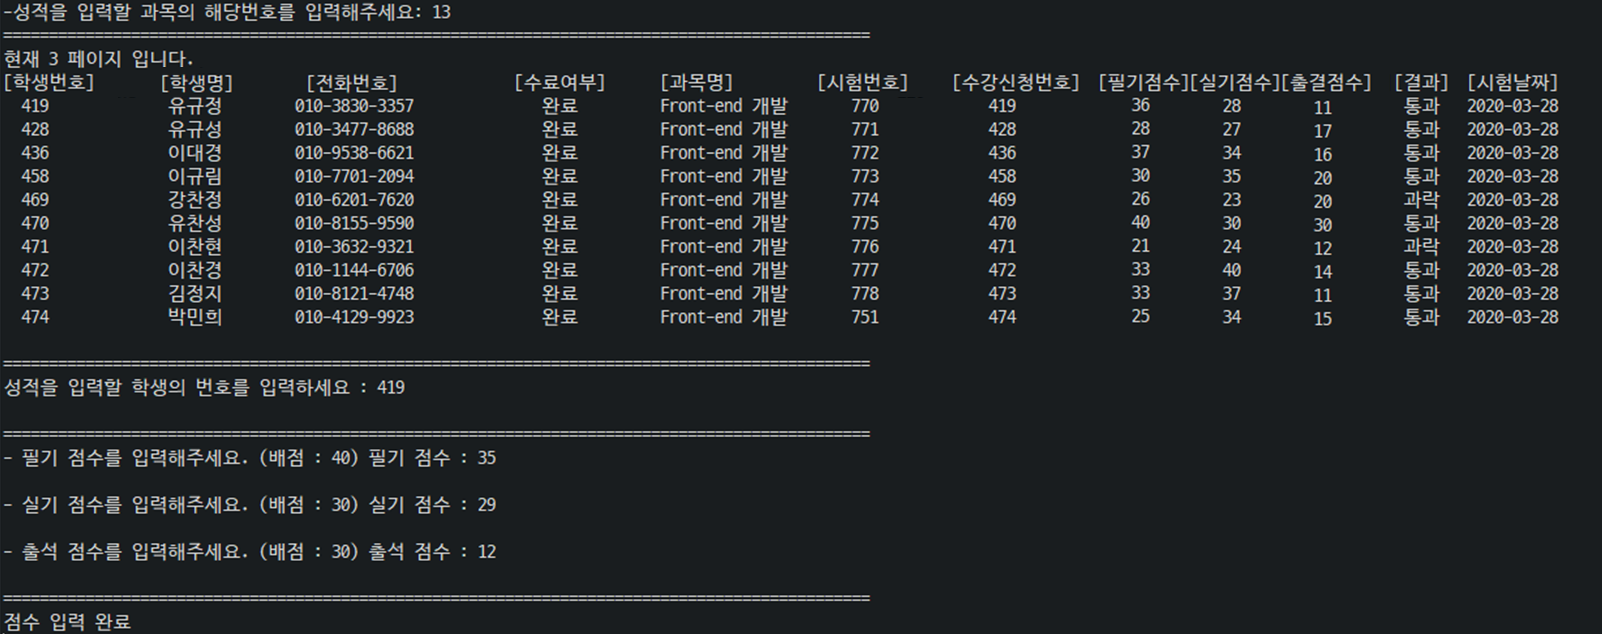 -성적을 입력할 과목의 해당번호를 입력해주세요: 13
===============================================================================================
현재 3 페이지 입니다.
[학생번호] [학생명] [전화번호] [수료여부] [과목명] [시험번호] [수강신청번호] [필기점수][실기점수][출결점수] [결과] [시험날짜]
419 유규정 010-3830-3357 완료 Front-end 개발 770 419 36 28 11 통과 2020-03-28
428 유규성 010-3477-8688 완료 Front-end 개발 771 428 28 27 17 통과 2020-03-28
436 이대경 010-9538-6621 완료 Front-end 개발 772 436 37 34 16 통과 2020-03-28
458 이규림 010-7701-2094 완료 Front-end 개발 773 458 30 35 20 통과 2020-03-28
469 강찬정 010-6201-7620 완료 Front-end 개발 774 469 26 23 20 과락 2020-03-28
470 유찬성 010-8155-9590 완료 Front-end 개발 775 470 40 30 30 통과 2020-03-28
471 이찬현 010-3632-9321 완료 Front-end 개발 776 471 21 24 12 과락 2020-03-28
472 이찬경 010-1144-6706 완료 Front-end 개발 777 472 33 40 14 통과 2020-03-28
473 김정지 010-8121-4748 완료 Front-end 개발 778 473 33 37 11 통과 2020-03-28
474 박민희 010-4129-9923 완료 Front-end 개발 751 474 25 34 15 통과 2020-03-28
===============================================================================================
성적을 입력할 학생의 번호를 입력하세요 : 419
===============================================================================================
- 필기 점수를 입력해주세요. (배점 : 40) 필기 점수 : 35
- 실기 점수를 입력해주세요. (배점 : 30) 실기 점수 : 29
- 출석 점수를 입력해주세요. (배점 : 30) 출석 점수 : 12
===============================================================================================
점수 입력 완료